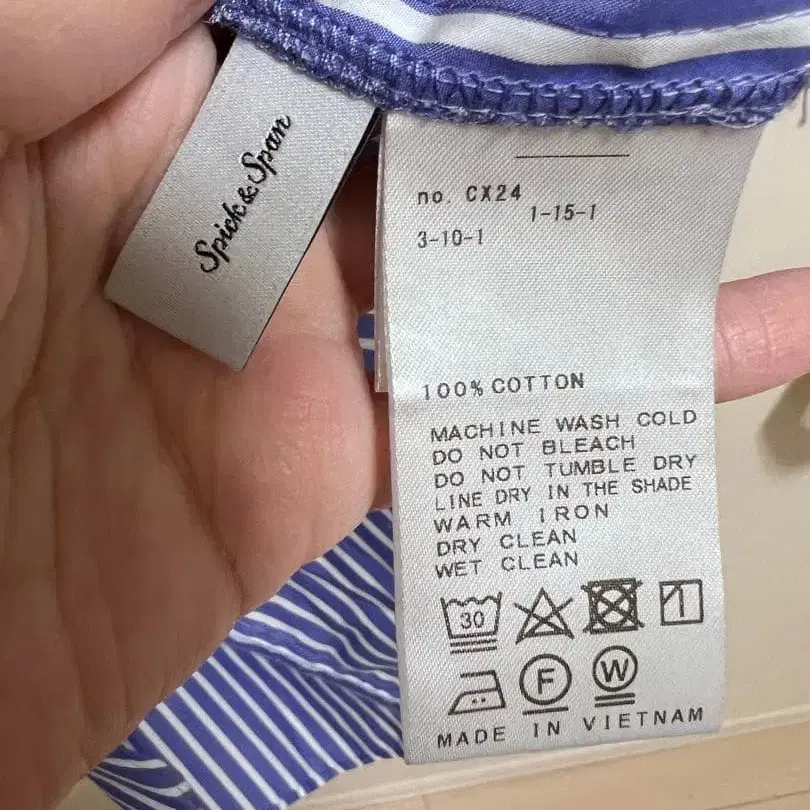 Spick & Span
no. CX24
1-15-1
3-10-1
100% COTTON
MACHINE WASH COLD
DO NOT BLEACH
DO NOT TUMBLE DRY
LINE DRY IN THE SHADE
WARM IRON
DRY CLEAN
WET CLEAN
30
F W
MADE IN VIETNAM